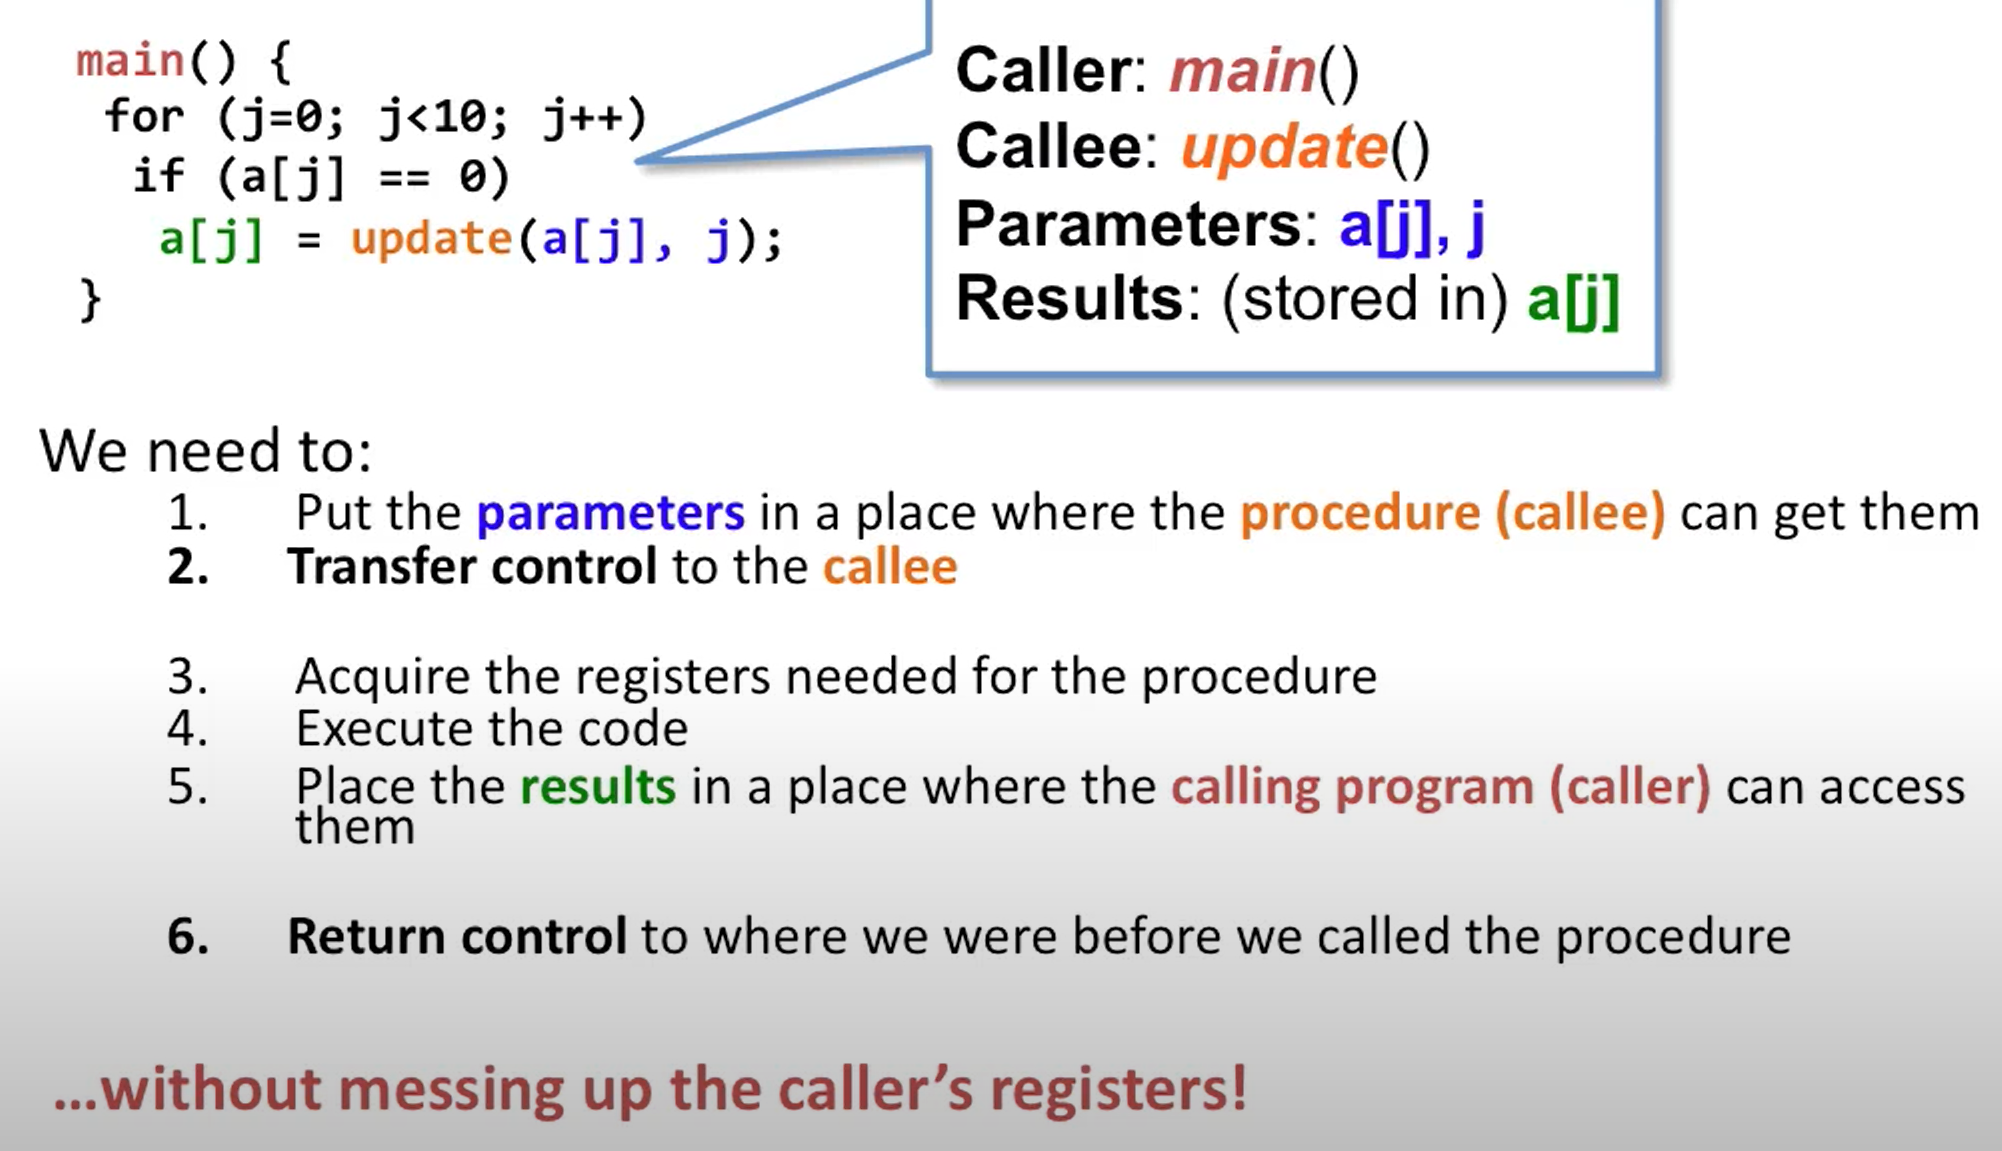 main() {
for (j=0; j<10; j++)
if (a[j] == 0)
a[j] = update(a[j], j);
}
Caller: main()
Callee: update()
Parameters: a[j], j
Results: (stored in) a[j]
We need to:
1. Put the parameters in a place where the procedure (callee) can get them
2. Transfer control to the callee
3. Acquire the registers needed for the procedure
4. Execute the code
5. Place the results in a place where the calling program (caller) can access
them
6. Return control to where we were before we called the procedure
...without messing up the caller’s registers!